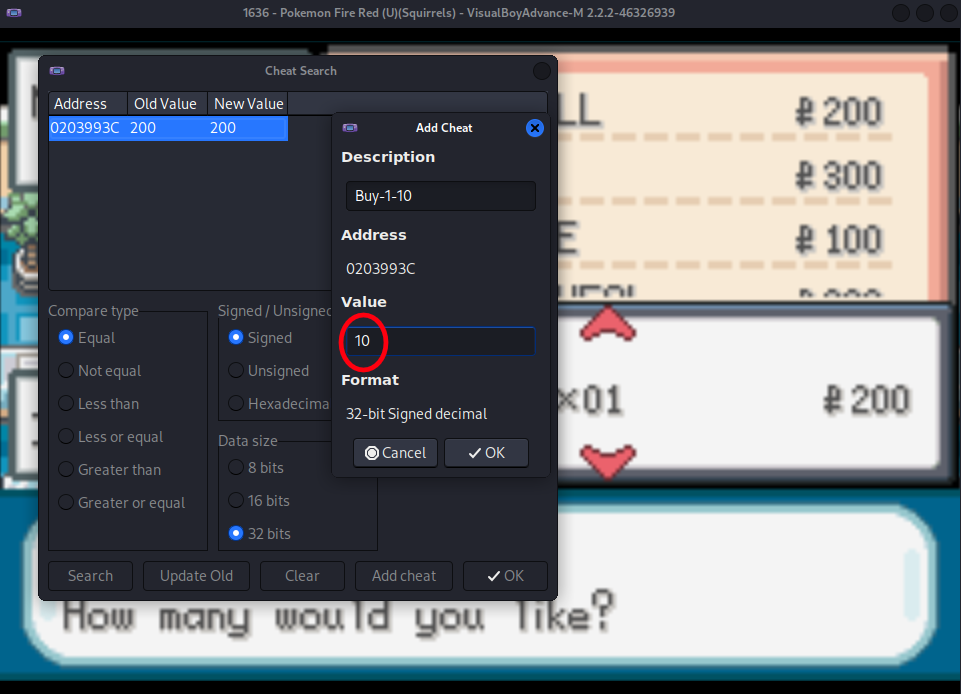 1636 - Pokemon Fire Red (U)(Squirrels) - VisualBoyAdvance-M 2.2.2-46326939
Cheat Search
Address Old Value New Value
0203993C 200 200
Add Cheat
Description
Buy-1-10
Address
0203993C
Value
10
Format
32-bit Signed decimal
Cancel OK
Compare type
Equal
Not equal
Less than
Less or equal
Greater than
Greater or equal
Signed / Unsigned
Signed
Unsigned
Hexadecima
Data size
8 bits
16 bits
32 bits
Search Update Old Clear Add cheat OK
LL ₽ 200
₽ 300
E ₽ 100
×01 ₽ 200
How many would you like?